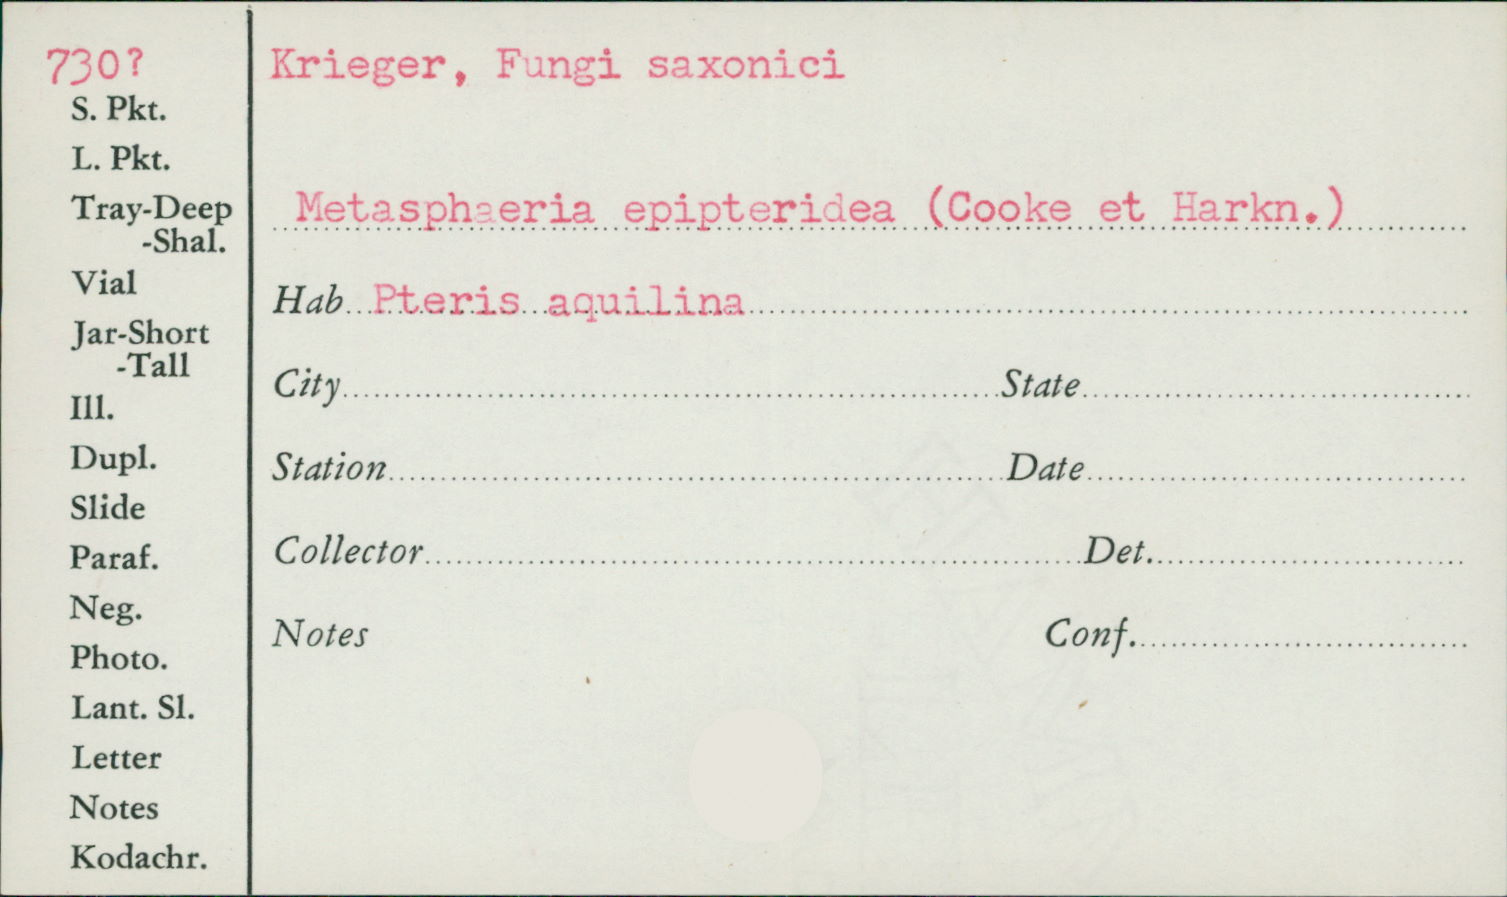 730? Krieger, Fungi saxonici
S. Pkt.
L. Pkt.
Tray-Deep
-Shal.
Vial
Jar-Short
-Tall
Ill.
Dupl.
Slide
Paraf.
Neg.
Photo.
Lant. Sl.
Letter
Notes
Kodachr.
Metasphaeria epipteridea (Cooke et Harkn.)
Hab Pteris aquilina
City State
Station Date
Collector Det.
Notes Conf.